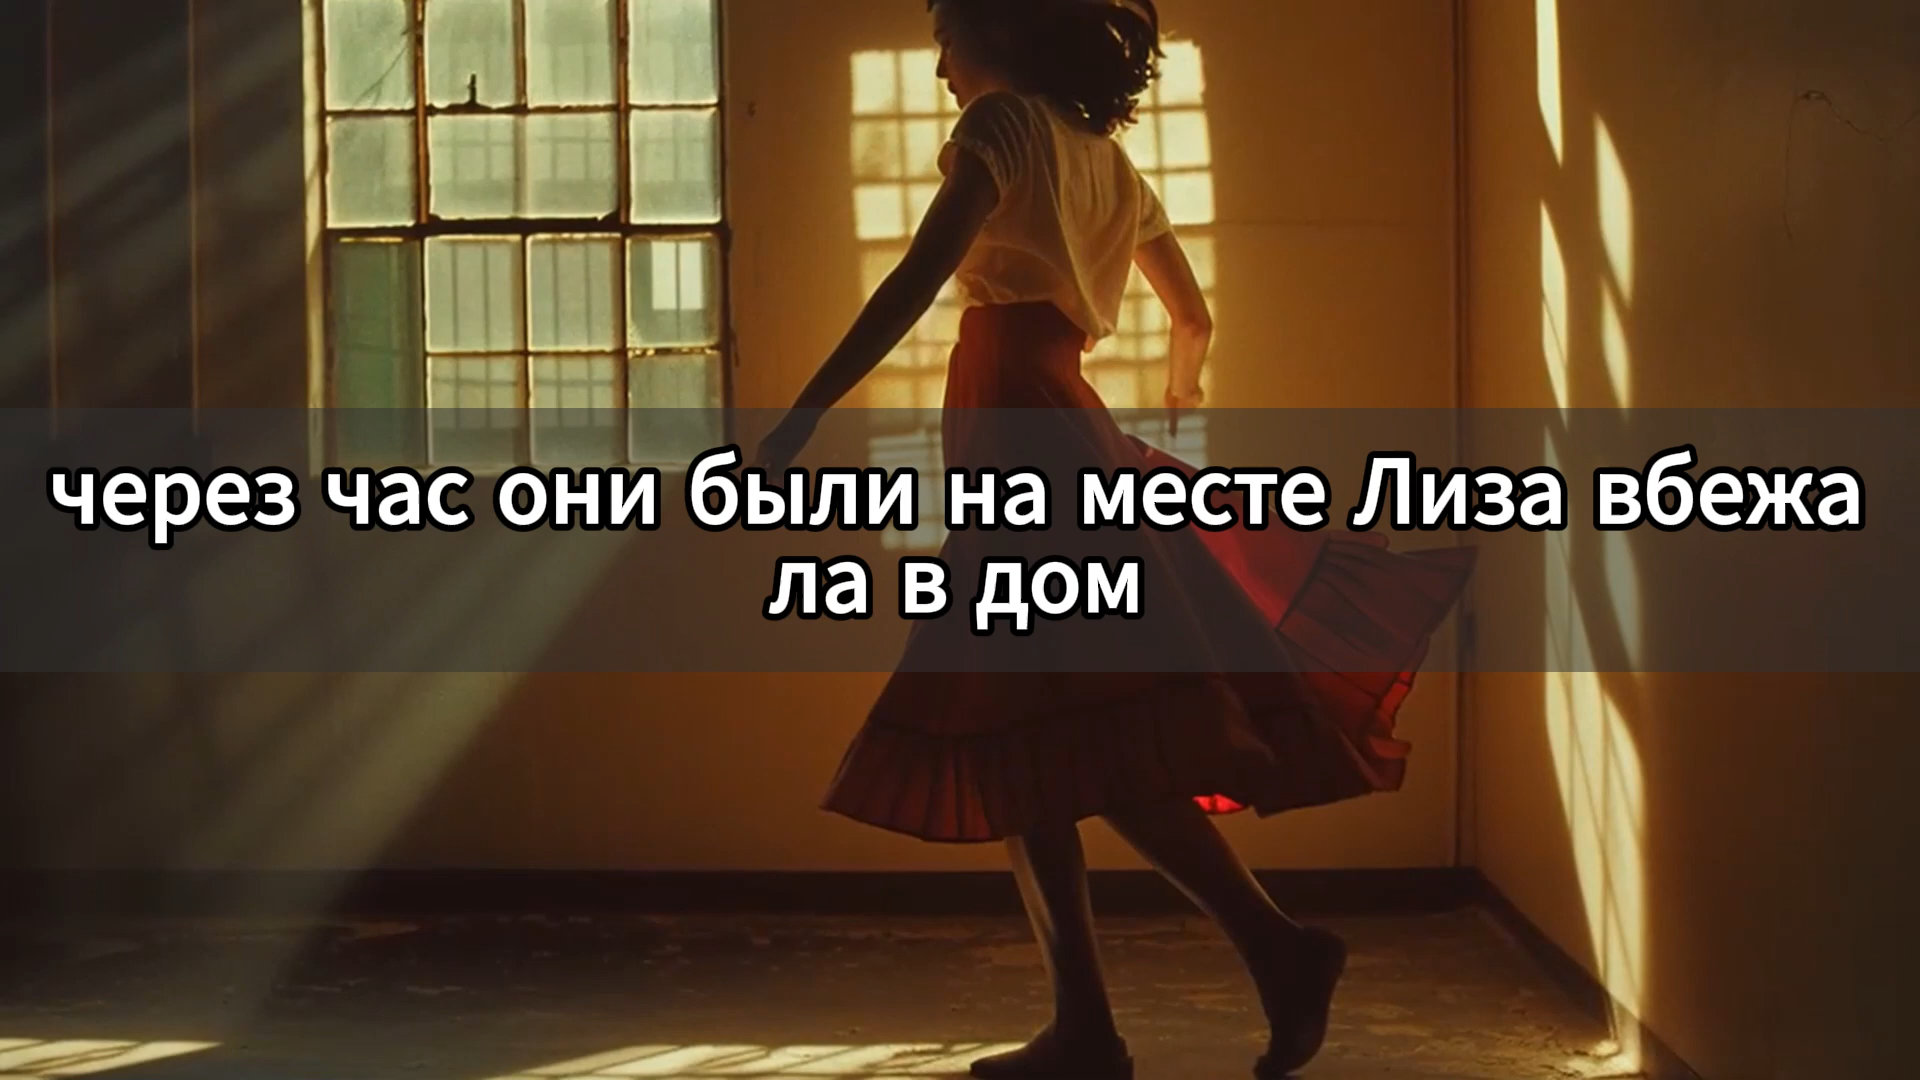 через час они были на месте Лиза вбежа
ла в дом